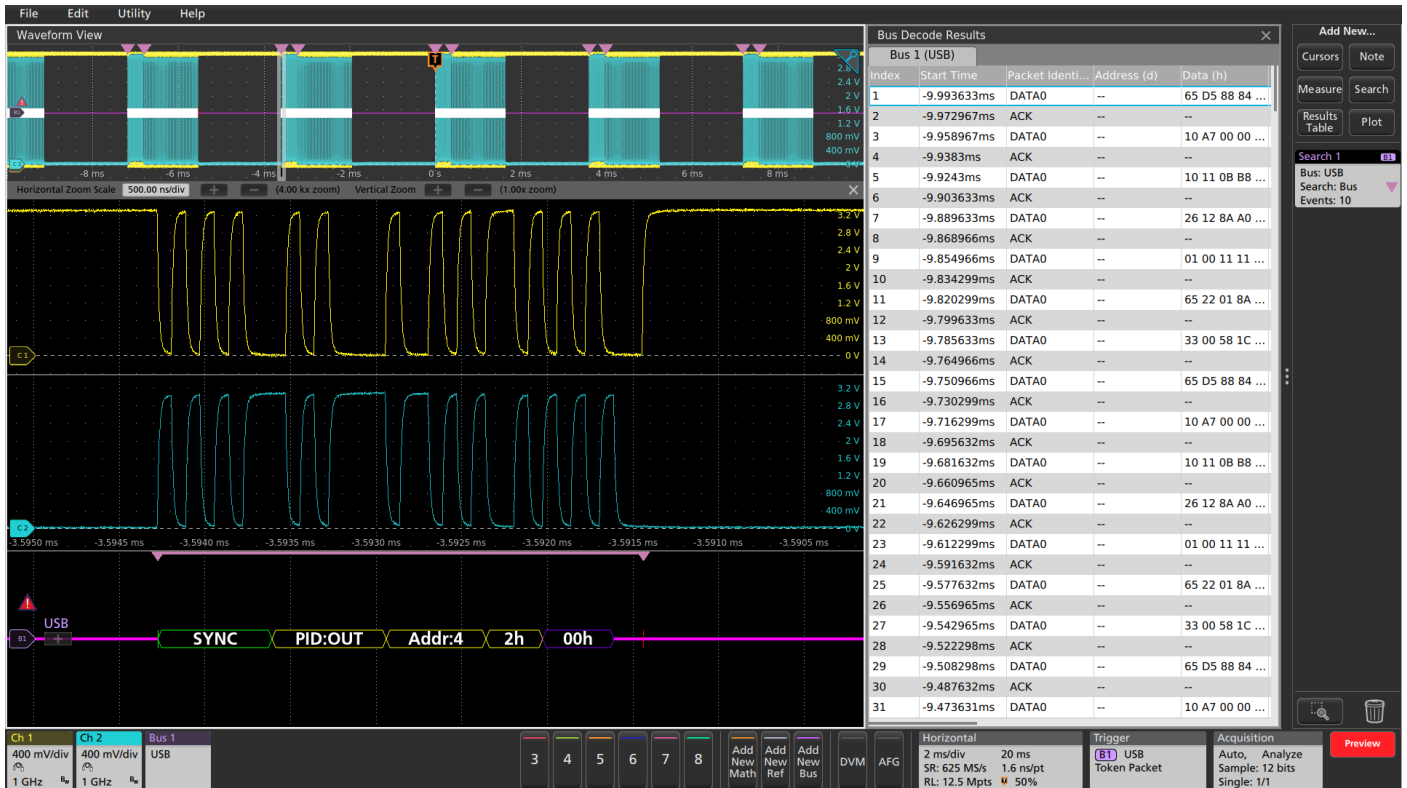 File Edit Utility Help
Waveform View
T
2.8 V
2.4 V
2 V
1.6 V
1.2 V
800 mV
400 mV
B1
-8 ms -6 ms -4 ms -2 ms 0 s 2 ms 4 ms 6 ms 8 ms
Horizontal Zoom Scale 500.00 ns/div + — (4.00 kx zoom) Vertical Zoom + — (1.00x zoom)
3.2 V
2.8 V
2.4 V
2 V
1.6 V
1.2 V
800 mV
400 mV
C1 0 V
3.2 V
2.8 V
2.4 V
2 V
1.6 V
1.2 V
800 mV
400 mV
C2 0 V
-3.5950 ms -3.5945 ms -3.5940 ms -3.5935 ms -3.5930 ms -3.5925 ms -3.5920 ms -3.5915 ms -3.5910 ms -3.5905 ms
USB
B1 + SYNC PID:OUT Addr:4 2h 00h
Bus Decode Results
Bus 1 (USB)
Index Start Time Packet Identi... Address (d) Data (h)
1 -9.993633ms DATA0 -- 65 D5 88 84 ...
2 -9.972967ms ACK -- --
3 -9.958967ms DATA0 -- 10 A7 00 00 ...
4 -9.9383ms ACK -- --
5 -9.9243ms DATA0 -- 10 11 0B B8 ...
6 -9.903633ms ACK -- --
7 -9.889633ms DATA0 -- 26 12 8A A0 ...
8 -9.868966ms ACK -- --
9 -9.854966ms DATA0 -- 01 00 11 11 ...
10 -9.834299ms ACK -- --
11 -9.820299ms DATA0 -- 65 22 01 8A ...
12 -9.799633ms ACK -- --
13 -9.785633ms DATA0 -- 33 00 58 1C ...
14 -9.764966ms ACK -- --
15 -9.750966ms DATA0 -- 65 D5 88 84 ...
16 -9.730299ms ACK -- --
17 -9.716299ms DATA0 -- 10 A7 00 00 ...
18 -9.695632ms ACK -- --
19 -9.681632ms DATA0 -- 10 11 0B B8 ...
20 -9.660965ms ACK -- --
21 -9.646965ms DATA0 -- 26 12 8A A0 ...
22 -9.626299ms ACK -- --
23 -9.612299ms DATA0 -- 01 00 11 11 ...
24 -9.591632ms ACK -- --
25 -9.577632ms DATA0 -- 65 22 01 8A ...
26 -9.556965ms ACK -- --
27 -9.542965ms DATA0 -- 33 00 58 1C ...
28 -9.522298ms ACK -- --
29 -9.508298ms DATA0 -- 65 D5 88 84 ...
30 -9.487632ms ACK -- --
31 -9.473631ms DATA0 -- 10 A7 00 00 ...
Add New...
Cursors Note
Measure Search
Results Table Plot
Search 1 B1
Bus: USB
Search: Bus
Events: 10
Ch 1
400 mV/div
1 GHz
Ch 2
400 mV/div
1 GHz
Bus 1
USB
3 4 5 6 7 8
Add New Math
Add New Ref
Add New Bus
DVM AFG
Horizontal
2 ms/div 20 ms
SR: 625 MS/s 1.6 ns/pt
RL: 12.5 Mpts 50%
Trigger
B1 USB
Token Packet
Acquisition
Auto, Analyze
Sample: 12 bits
Single: 1/1
Preview